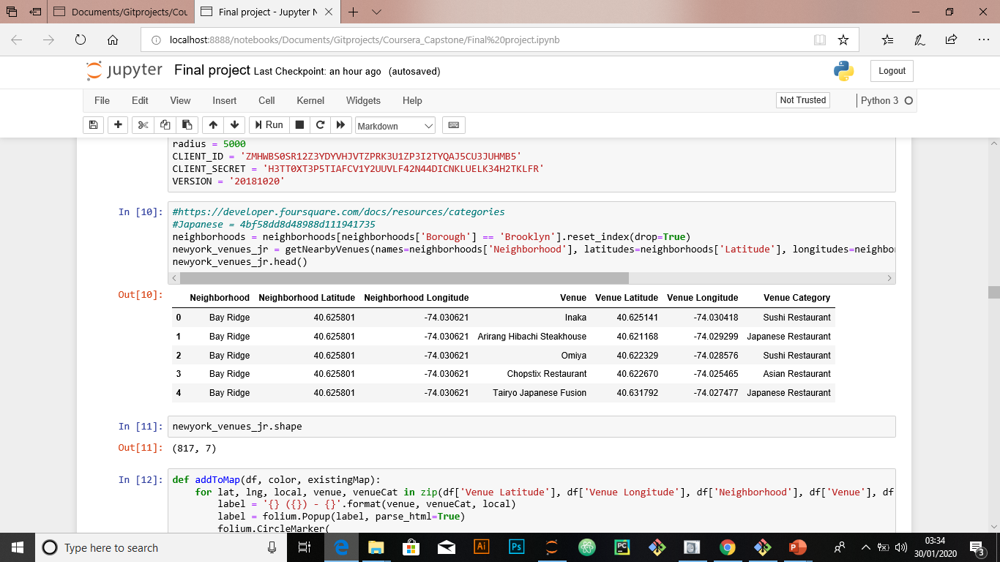 Documents/Gitprojects/Cou
Final project - Jupyter N
localhost:8888/notebooks/Documents/Gitprojects/Coursera_Capstone/Final%20project.ipynb
jupyter Final project Last Checkpoint: an hour ago (autosaved)
Logout
File Edit View Insert Cell Kernel Widgets Help
Not Trusted
Python 3
Run
Markdown
radius = 5000
CLIENT_ID = 'ZMHWBS0SR12Z3YDYVHJVTZPRK3U1ZP3I2TYQAJ5CU3JUHMB5'
CLIENT_SECRET = 'H3TT0XT3P5TIAFCV1Y2UUVLF42N44DICNKLUELK34H2TKLFR'
VERSION = '20181020'
In [10]: #https://developer.foursquare.com/docs/resources/categories
#Japanese = 4bf58dd8d48988d111941735
neighborhoods = neighborhoods[neighborhoods['Borough'] == 'Brooklyn'].reset_index(drop=True)
newyork_venues_jr = getNearbyVenues(names=neighborhoods['Neighborhood'], latitudes=neighborhoods['Latitude'], longitudes=neighbor
newyork_venues_jr.head()
Out[10]: Neighborhood Neighborhood Latitude Neighborhood Longitude Venue Venue Latitude Venue Longitude Venue Category
0 Bay Ridge 40.625801 -74.030621 Inaka 40.625141 -74.030418 Sushi Restaurant
1 Bay Ridge 40.625801 -74.030621 Arirang Hibachi Steakhouse 40.621168 -74.029299 Japanese Restaurant
2 Bay Ridge 40.625801 -74.030621 Omiya 40.622329 -74.028576 Sushi Restaurant
3 Bay Ridge 40.625801 -74.030621 Chopstix Restaurant 40.622670 -74.025465 Asian Restaurant
4 Bay Ridge 40.625801 -74.030621 Tairyo Japanese Fusion 40.631792 -74.027477 Japanese Restaurant
In [11]: newyork_venues_jr.shape
Out[11]: (817, 7)
In [12]: def addToMap(df, color, existingMap):
for lat, lng, local, venue, venueCat in zip(df['Venue Latitude'], df['Venue Longitude'], df['Neighborhood'], df['Venue'], df
label = '{} ({}) - {}'.format(venue, venueCat, local)
label = folium.Popup(label, parse_html=True)
folium.CircleMarker(
Type here to search
Ai
Ps
PC
P
03:34
30/01/2020
3